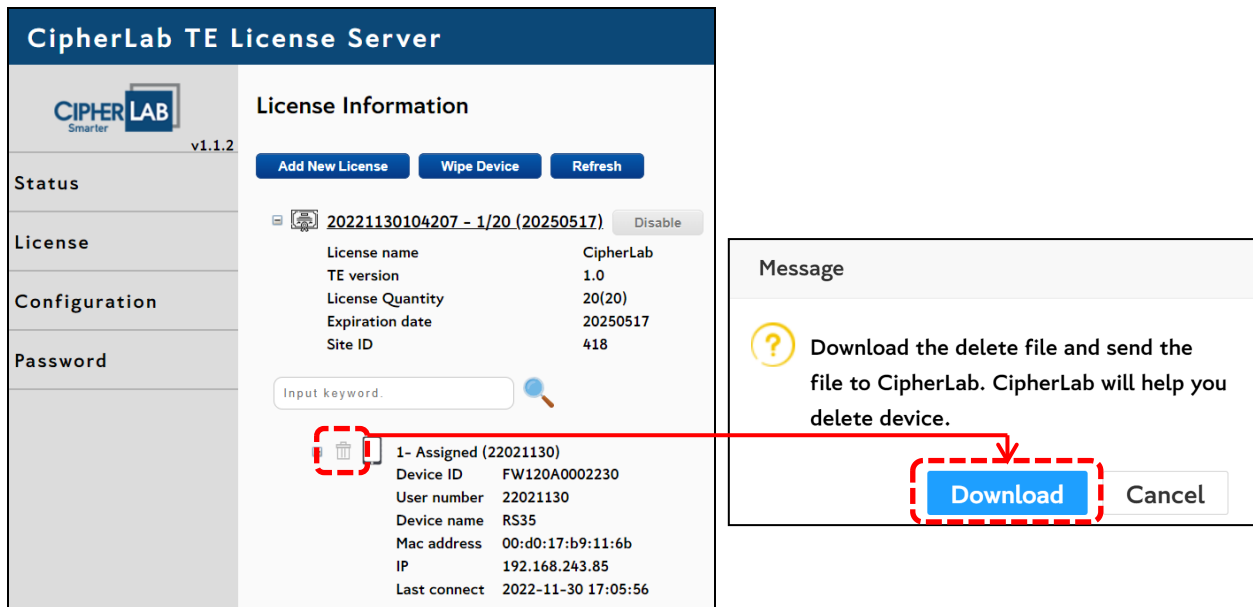 CipherLab TE License Server
CIPHERLAB
Smarter
v1.1.2
Status
License
Configuration
Password
License Information
Add New License Wipe Device Refresh
20221130104207 - 1/20 (20250517) Disable
License name CipherLab
TE version 1.0
License Quantity 20(20)
Expiration date 20250517
Site ID 418
Input keyword.
1- Assigned (22021130)
Device ID FW120A0002230
User number 22021130
Device name RS35
Mac address 00:d0:17:b9:11:6b
IP 192.168.243.85
Last connect 2022-11-30 17:05:56
Message
Download the delete file and send the
file to CipherLab. CipherLab will help you
delete device.
Download Cancel